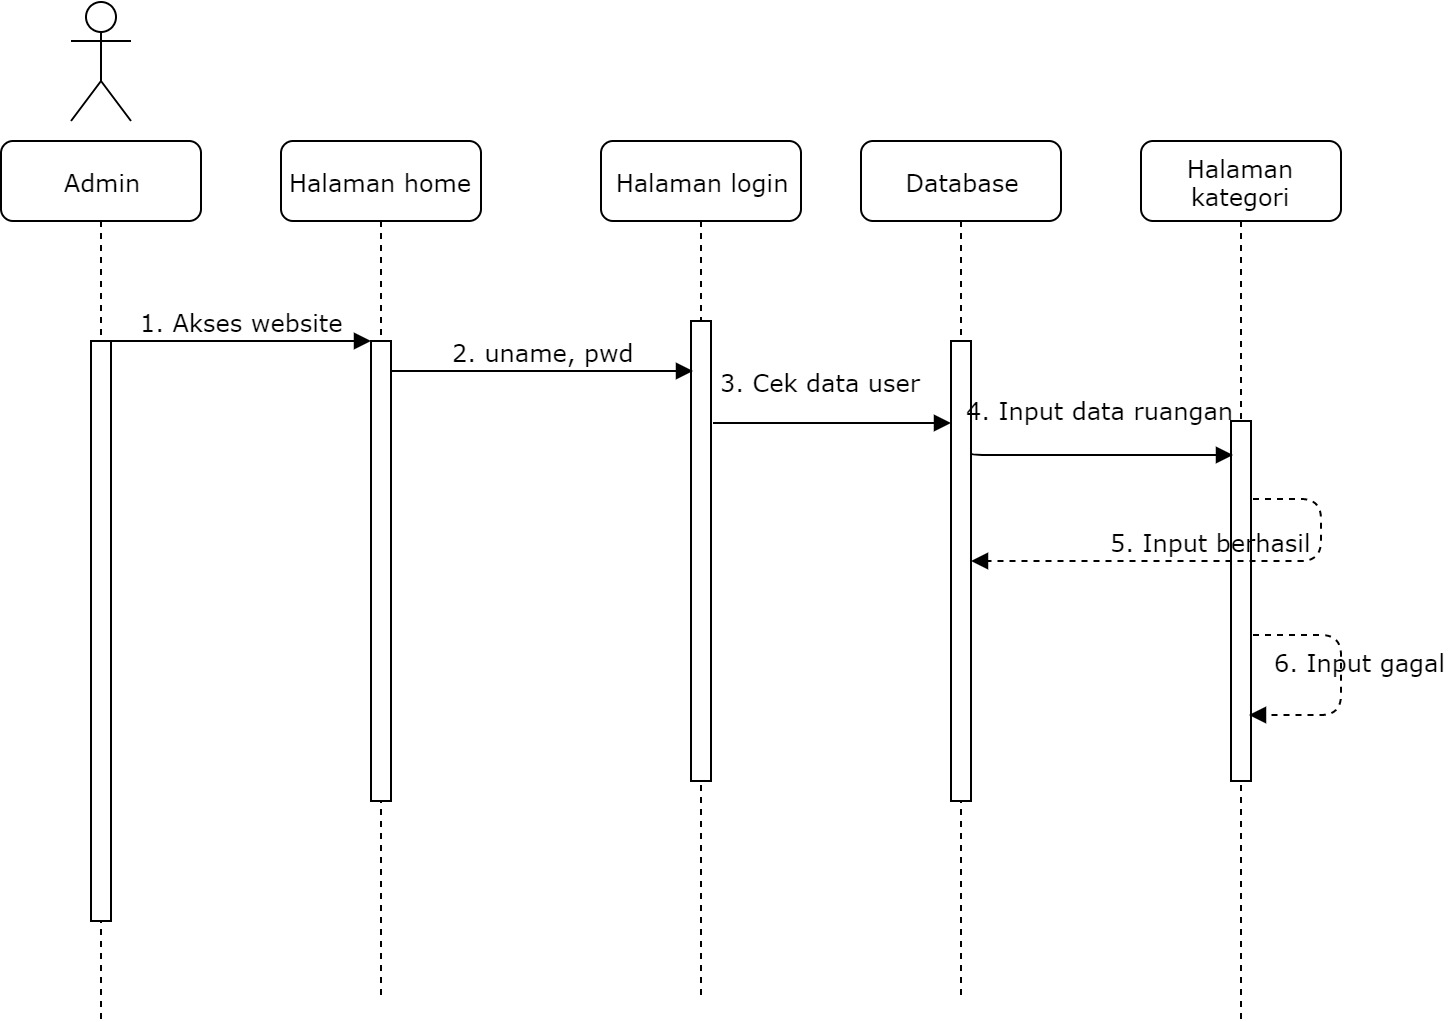 Admin
Halaman home
Halaman login
Database
Halaman
kategori
1. Akses website
2. uname, pwd
3. Cek data user
4. Input data ruangan
5. Input berhasil
6. Input gagal